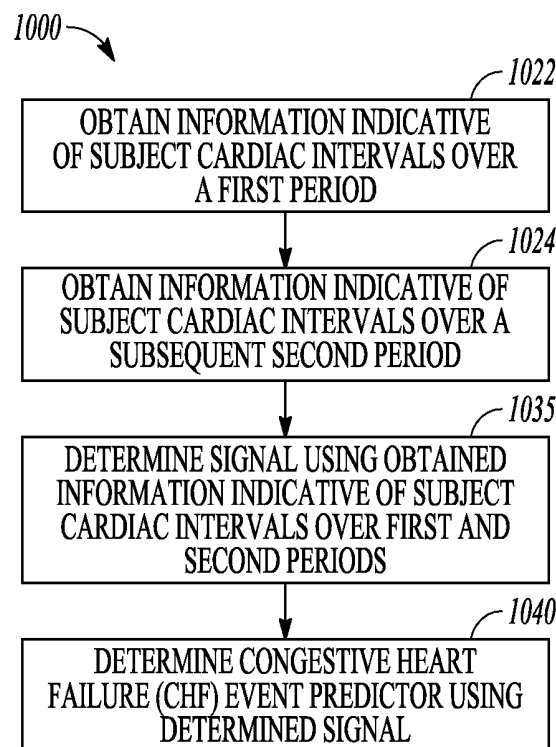 1000
1022
OBTAIN INFORMATION INDICATIVE
OF SUBJECT CARDIAC INTERVALS OVER
A FIRST PERIOD
1024
OBTAIN INFORMATION INDICATIVE OF
SUBJECT CARDIAC INTERVALS OVER A
SUBSEQUENT SECOND PERIOD
1035
DETERMINE SIGNAL USING OBTAINED
INFORMATION INDICATIVE OF SUBJECT
CARDIAC INTERVALS OVER FIRST AND
SECOND PERIODS
1040
DETERMINE CONGESTIVE HEART
FAILURE (CHF) EVENT PREDICTOR USING
DETERMINED SIGNAL